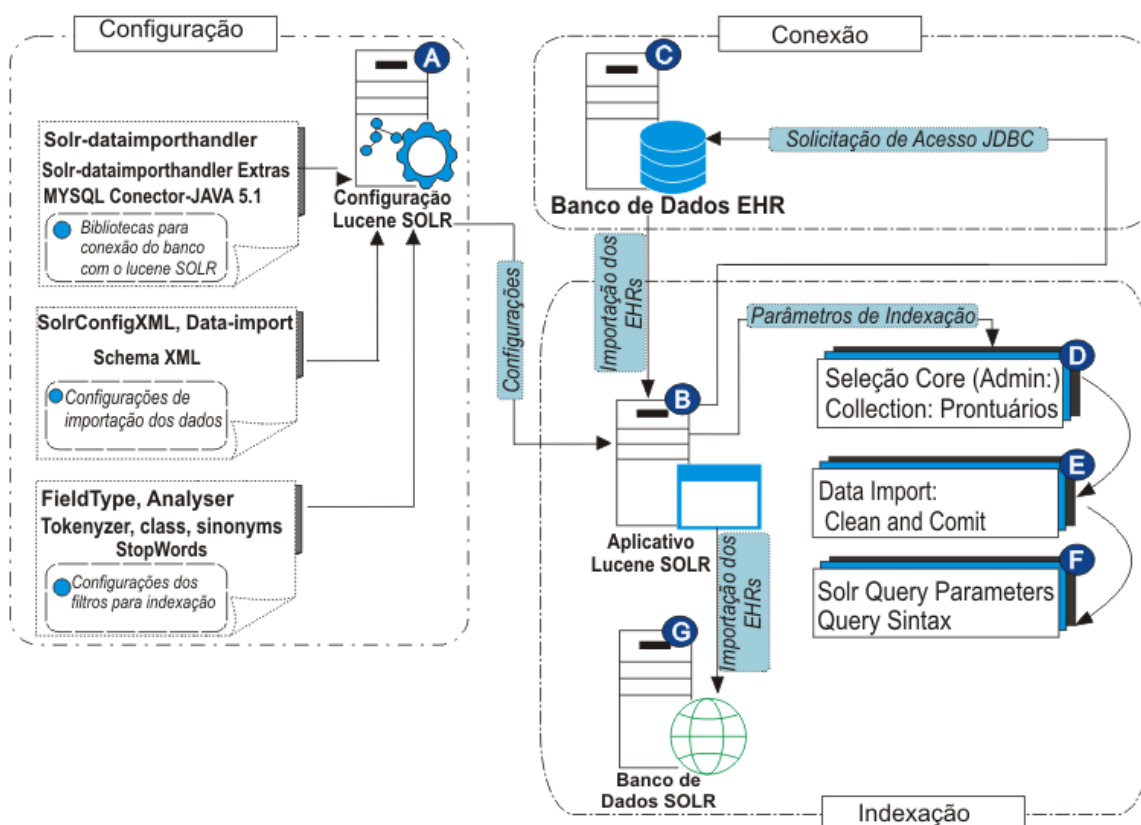 Configuração
A
Solr-dataimporthandler
Solr-dataimporthandler Extras
MYSQL Conector-JAVA 5.1
Bibliotecas para
conexão do banco
com o lucene SOLR
Configuração
Lucene SOLR
SolrConfigXML, Data-import
Schema XML
Configurações de
importação dos dados
FieldType, Analyser
Tokenyzer, class, sinonyms
StopWords
Configurações dos
filtros para indexação
Configurações
Conexão
C
Solicitação de Acesso JDBC
Banco de Dados EHR
Importação dos
EHRs
Parâmetros de Indexação
B
Aplicativo
Lucene SOLR
D
Seleção Core (Admin:)
Collection: Prontuários
E
Data Import:
Clean and Comit
F
Solr Query Parameters
Query Sintax
Importação dos
EHRs
G
Banco de
Dados SOLR
Indexação